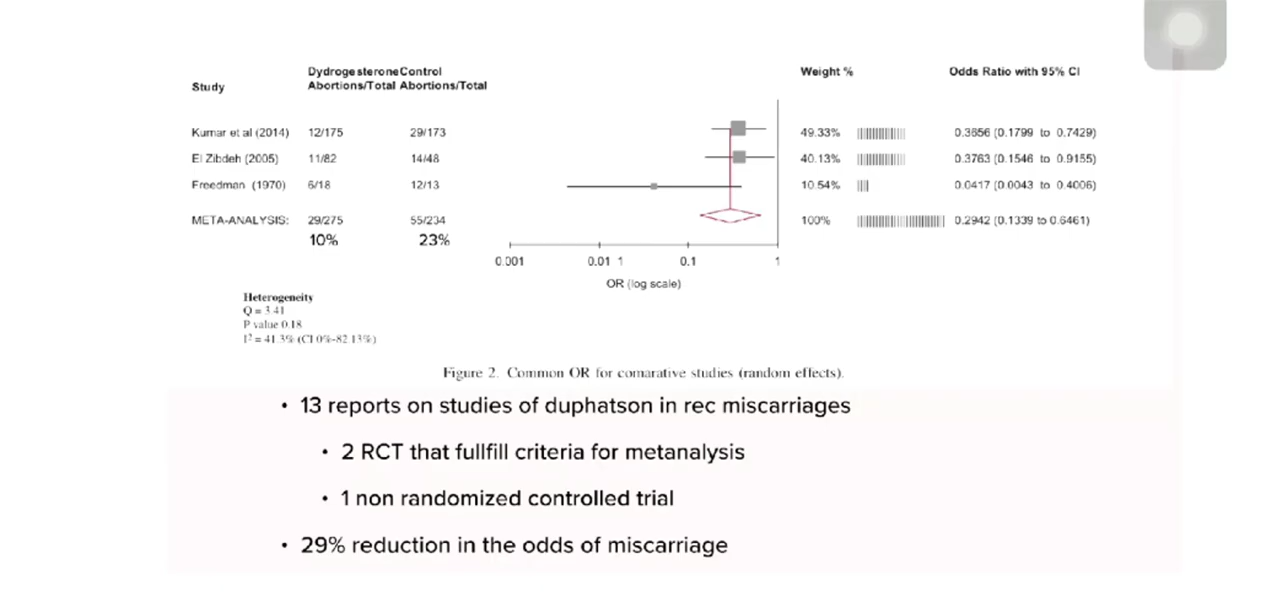 Dydrogesterone Control
Study Abortions/Total Abortions/Total Weight % Odds Ratio with 95% CI
Kumar et al (2014) 12/175 29/173 49.33% 0.3656 (0.1799 to 0.7429)
El Zibdeh (2005) 11/82 14/48 40.13% 0.3763 (0.1546 to 0.9155)
Freedman (1970) 6/18 12/13 10.54% 0.0417 (0.0043 to 0.4006)
META-ANALYSIS: 29/275 55/234 100% 0.2942 (0.1339 to 0.6461)
10% 23%
0.001 0.01 1 0.1 1
OR (log scale)
Heterogeneity
Q = 3.41
P value 0.18
I² = 41.3% (CI 0%-82.13%)
Figure 2. Common OR for comarative studies (random effects).
• 13 reports on studies of duphatson in rec miscarriages
• 2 RCT that fullfill criteria for metanalysis
• 1 non randomized controlled trial
• 29% reduction in the odds of miscarriage